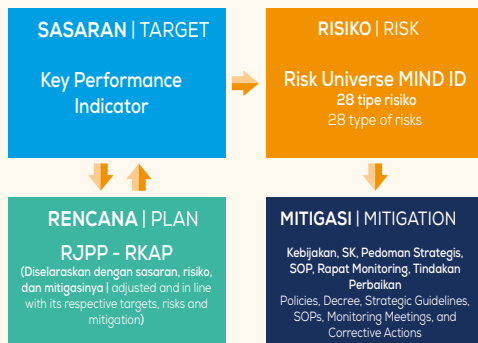 SASARAN | TARGET
Key Performance
Indicator
RISIKO | RISK
Risk Universe MIND ID
28 tipe risiko
28 type of risks
RENCANA | PLAN
RJPP - RKAP
(Diselaraskan dengan sasaran, risiko,
dan mitigasinya | adjusted and in line
with its respective targets, risks and
mitigation)
MITIGASI | MITIGATION
Kebijakan, SK, Pedoman Strategis,
SOP, Rapat Monitoring, Tindakan
Perbaikan
Policies, Decree, Strategic Guidelines,
SOPs, Monitoring Meetings, and
Corrective Actions